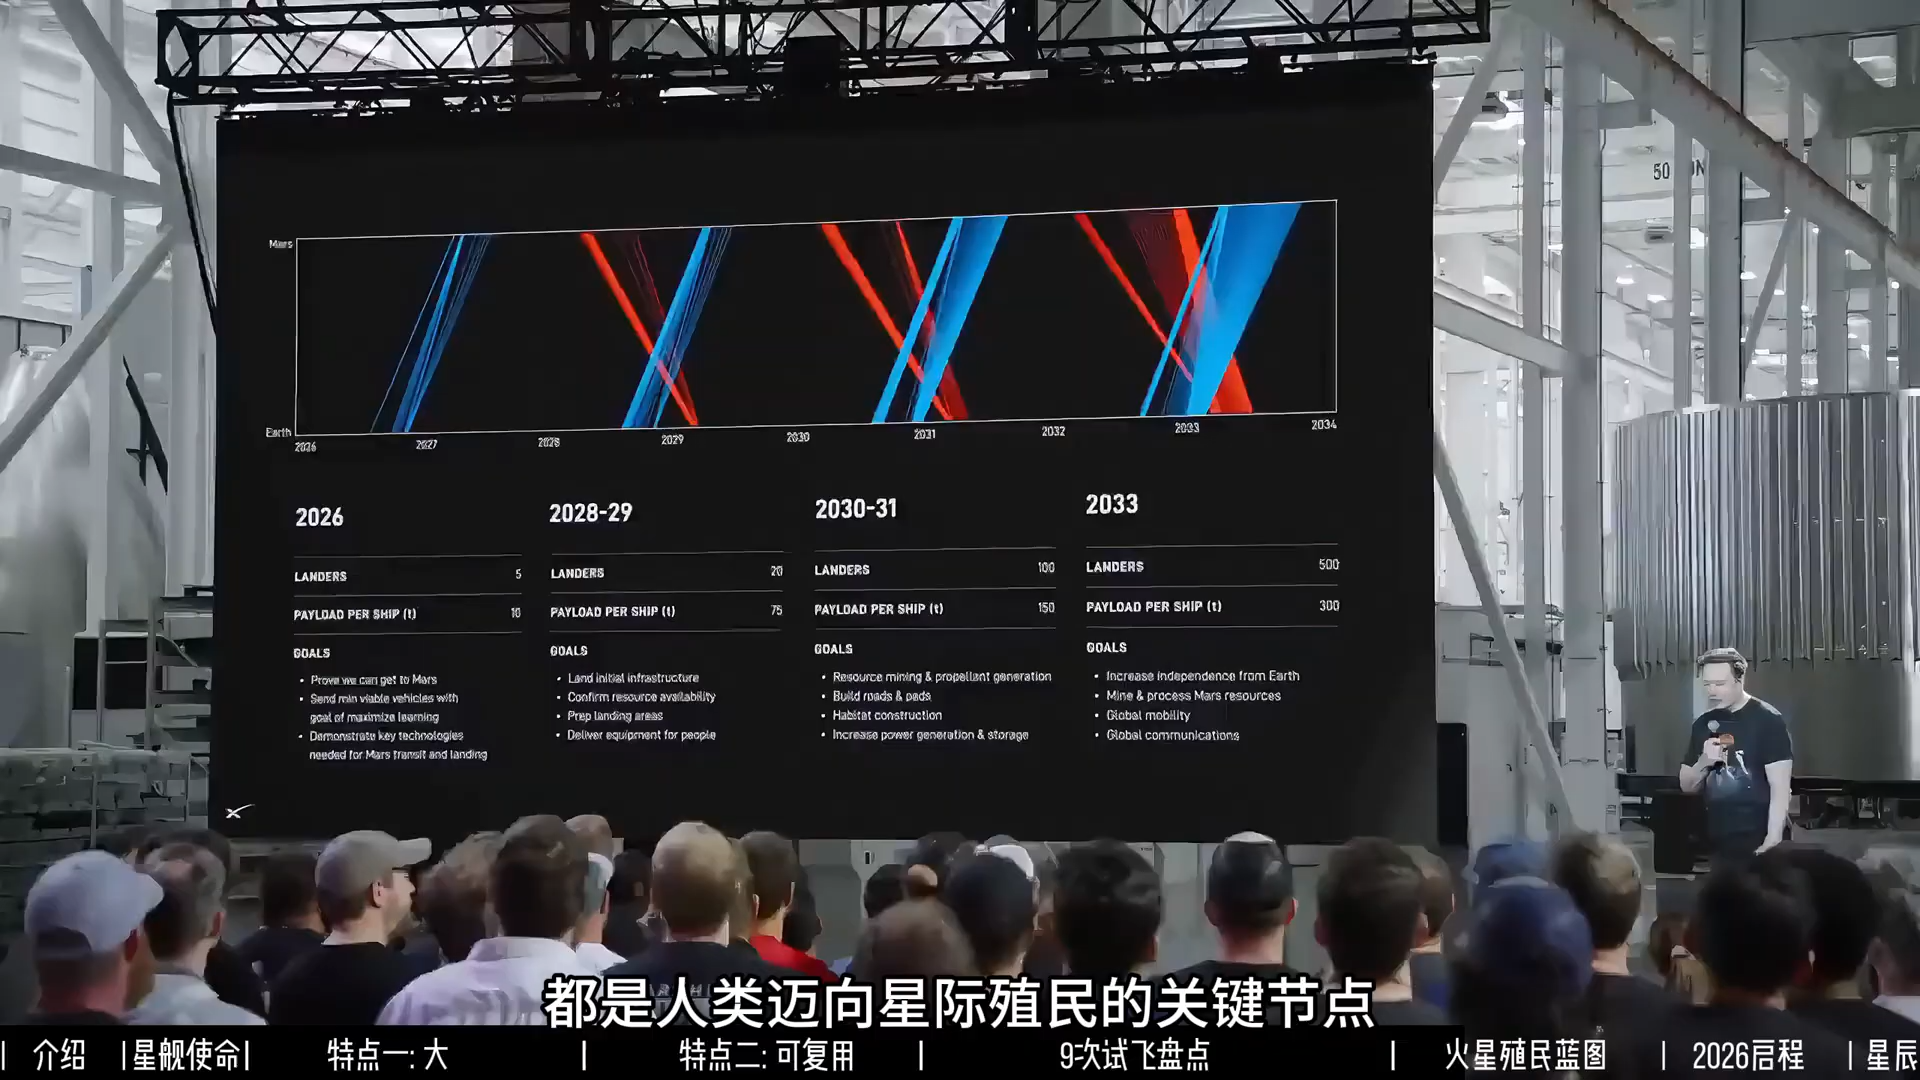 50
Mars
Earth
2026 2027 2028 2029 2030 2031 2032 2033 2034
2026
LANDERS 5
PAYLOAD PER SHIP (t) 10
GOALS
• Prove we can get to Mars
• Send min viable vehicles with
goal of maximize learning
• Demonstrate key technologies
needed for Mars transit and landing
2028-29
LANDERS 20
PAYLOAD PER SHIP (t) 75
GOALS
• Land initial infrastructure
• Confirm resource availability
• Prep landing areas
• Deliver equipment for people
2030-31
LANDERS 100
PAYLOAD PER SHIP (t) 150
GOALS
• Resource mining & propellant generation
• Build roads & pads
• Habitat construction
• Increase power generation & storage
2033
LANDERS 500
PAYLOAD PER SHIP (t) 300
GOALS
• Increase independence from Earth
• Mine & process Mars resources
• Global mobility
• Global communications
都是人类迈向星际殖民的关键节点
| 介绍 |星舰使命| 特点一: 大 | 特点二: 可复用 | 9次试飞盘点 | 火星殖民蓝图 | 2026启程 | 星辰